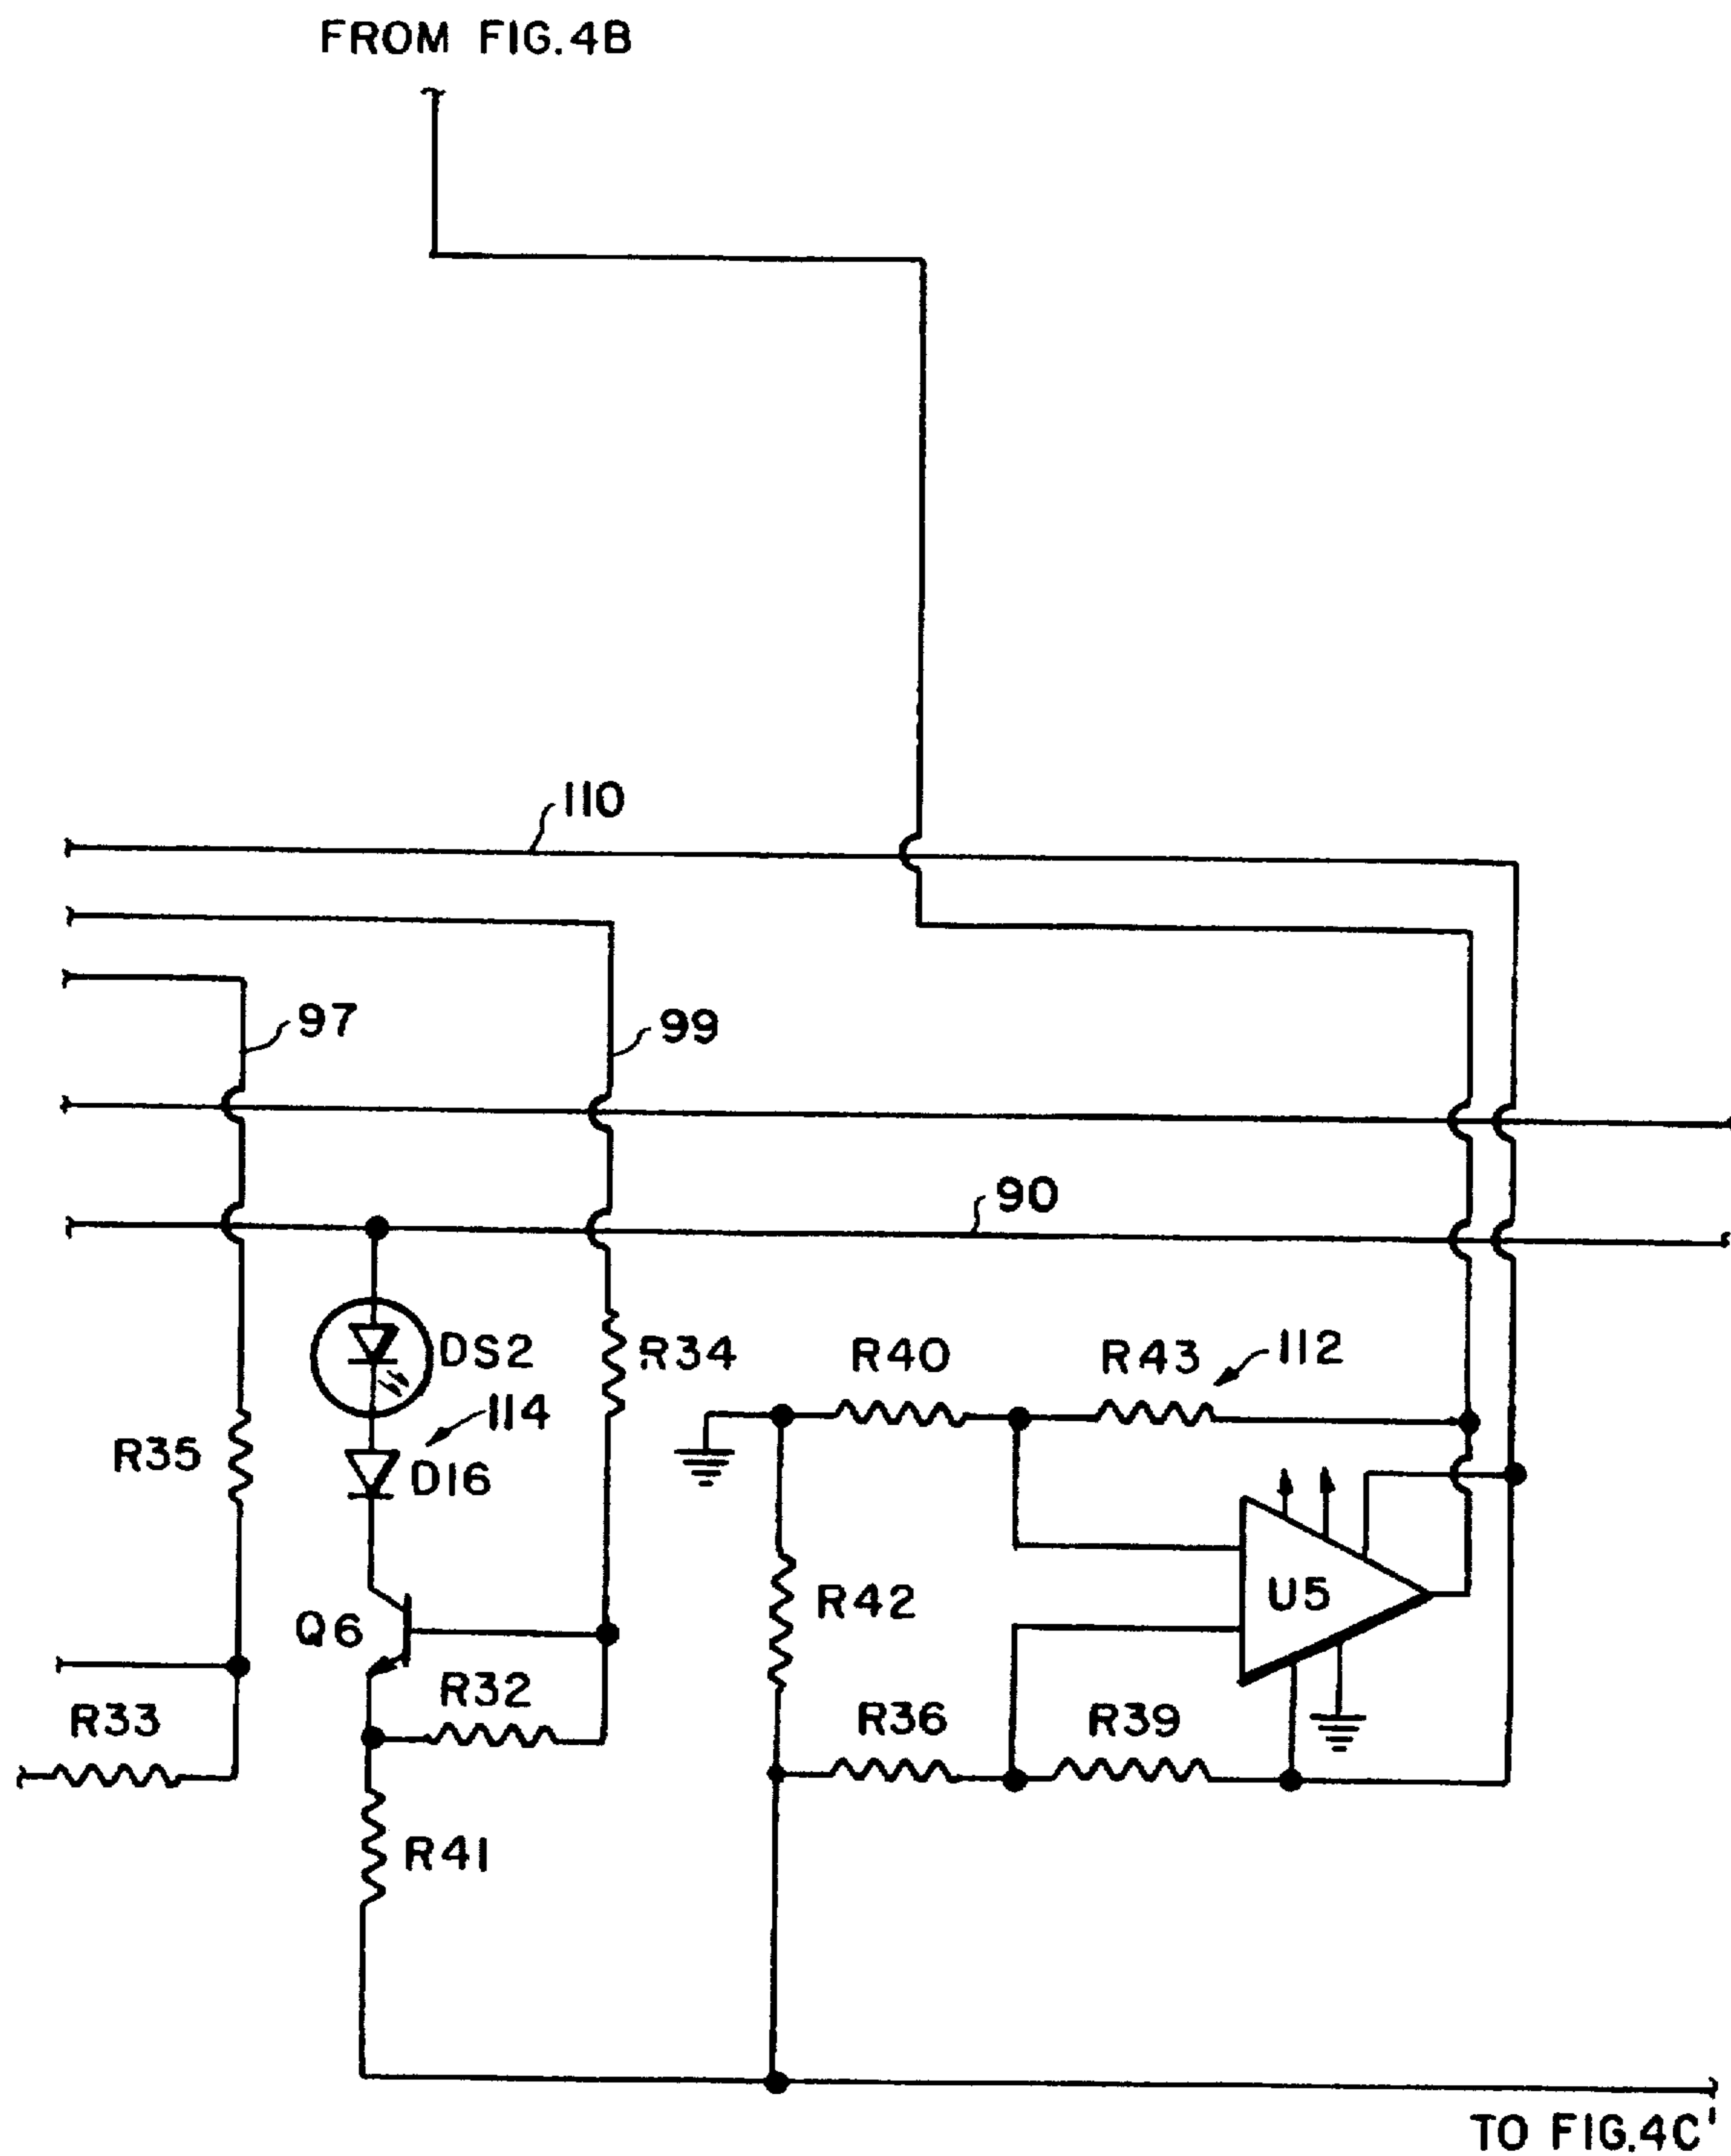 FROM FIG.4B
110
97
99
90
DS2
R34
R40
R43
112
114
R35
D16
U5
R42
Q6
R32
R36
R39
R33
R41
TO FIG.4C'